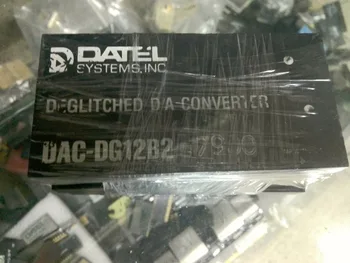 DATEL
SYSTEMS, INC
DEGLITCHED D/A CONVERTER
DAC-DG12B2